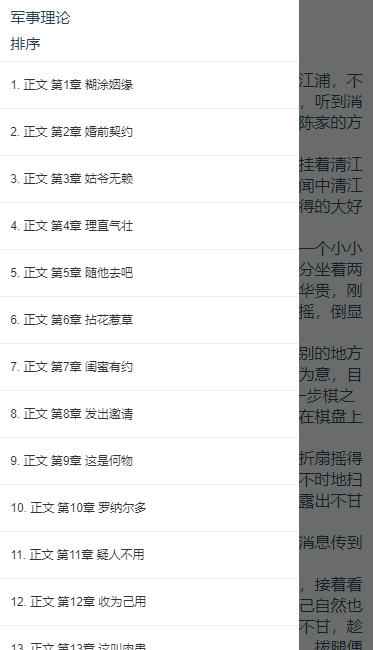 军事理论
排序
1. 正文 第1章 糊涂姻缘
2. 正文 第2章 婚前契约
3. 正文 第3章 姑爷无赖
4. 正文 第4章 理直气壮
5. 正文 第5章 随他去吧
6. 正文 第6章 拈花惹草
7. 正文 第7章 闺蜜有约
8. 正文 第8章 发出邀请
9. 正文 第9章 这是何物
10. 正文 第10章 罗纳尔多
11. 正文 第11章 疑人不用
12. 正文 第12章 收为己用
13. 正文 第13章 这叫肉贵
江浦，不
，听到消
陈家的方
挂着清江
闻中清江
得的大好
一个小小
分坐着两
华贵，刚
摇，倒显
别的地方
为意，目
一步棋之
在棋盘上
折扇摇得
不时地扫
露出不甘
消息传到
，接着看
己自然也
不甘，趁
，拨腿便